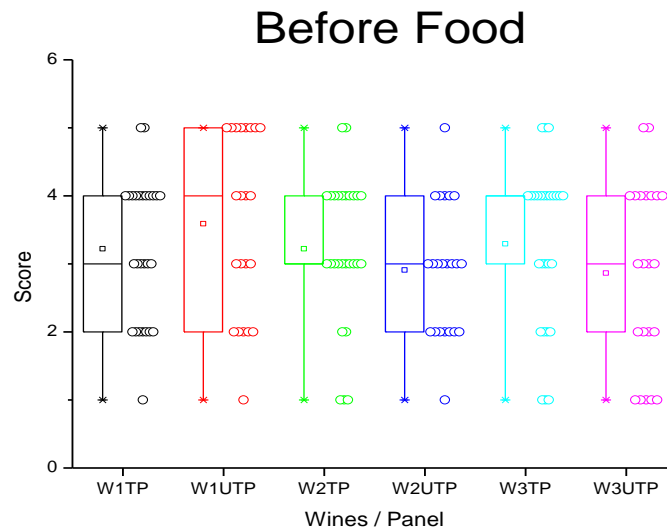 Before Food
6
4
2
0
Score
W1TP W1UTP W2TP W2UTP W3TP W3UTP
Wines / Panel